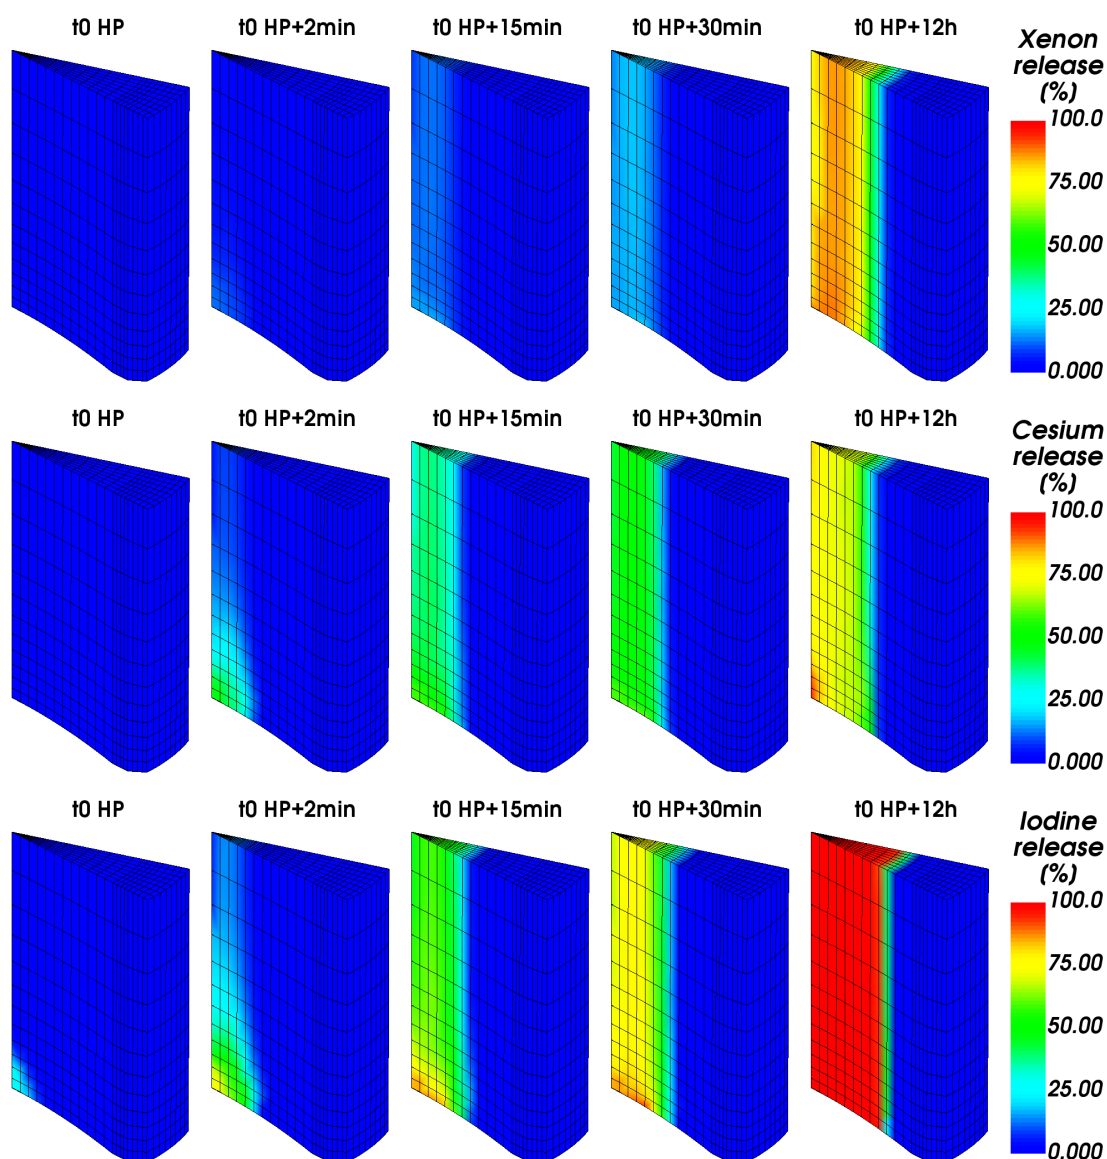 t0 HP
t0 HP+2min
t0 HP+15min
t0 HP+30min
t0 HP+12h
Xenon
release
(%)
100.0
75.00
50.00
25.00
0.000
t0 HP
t0 HP+2min
t0 HP+15min
t0 HP+30min
t0 HP+12h
Cesium
release
(%)
100.0
75.00
50.00
25.00
0.000
t0 HP
t0 HP+2min
t0 HP+15min
t0 HP+30min
t0 HP+12h
Iodine
release
(%)
100.0
75.00
50.00
25.00
0.000